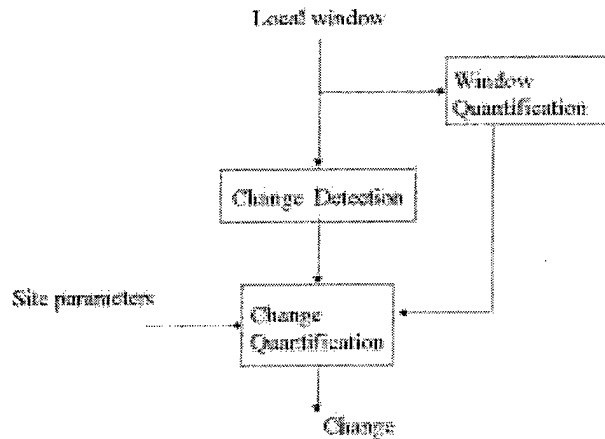 Local window
Window
Quantification
Change Detection
Site parameters
Change
Quantification
Change